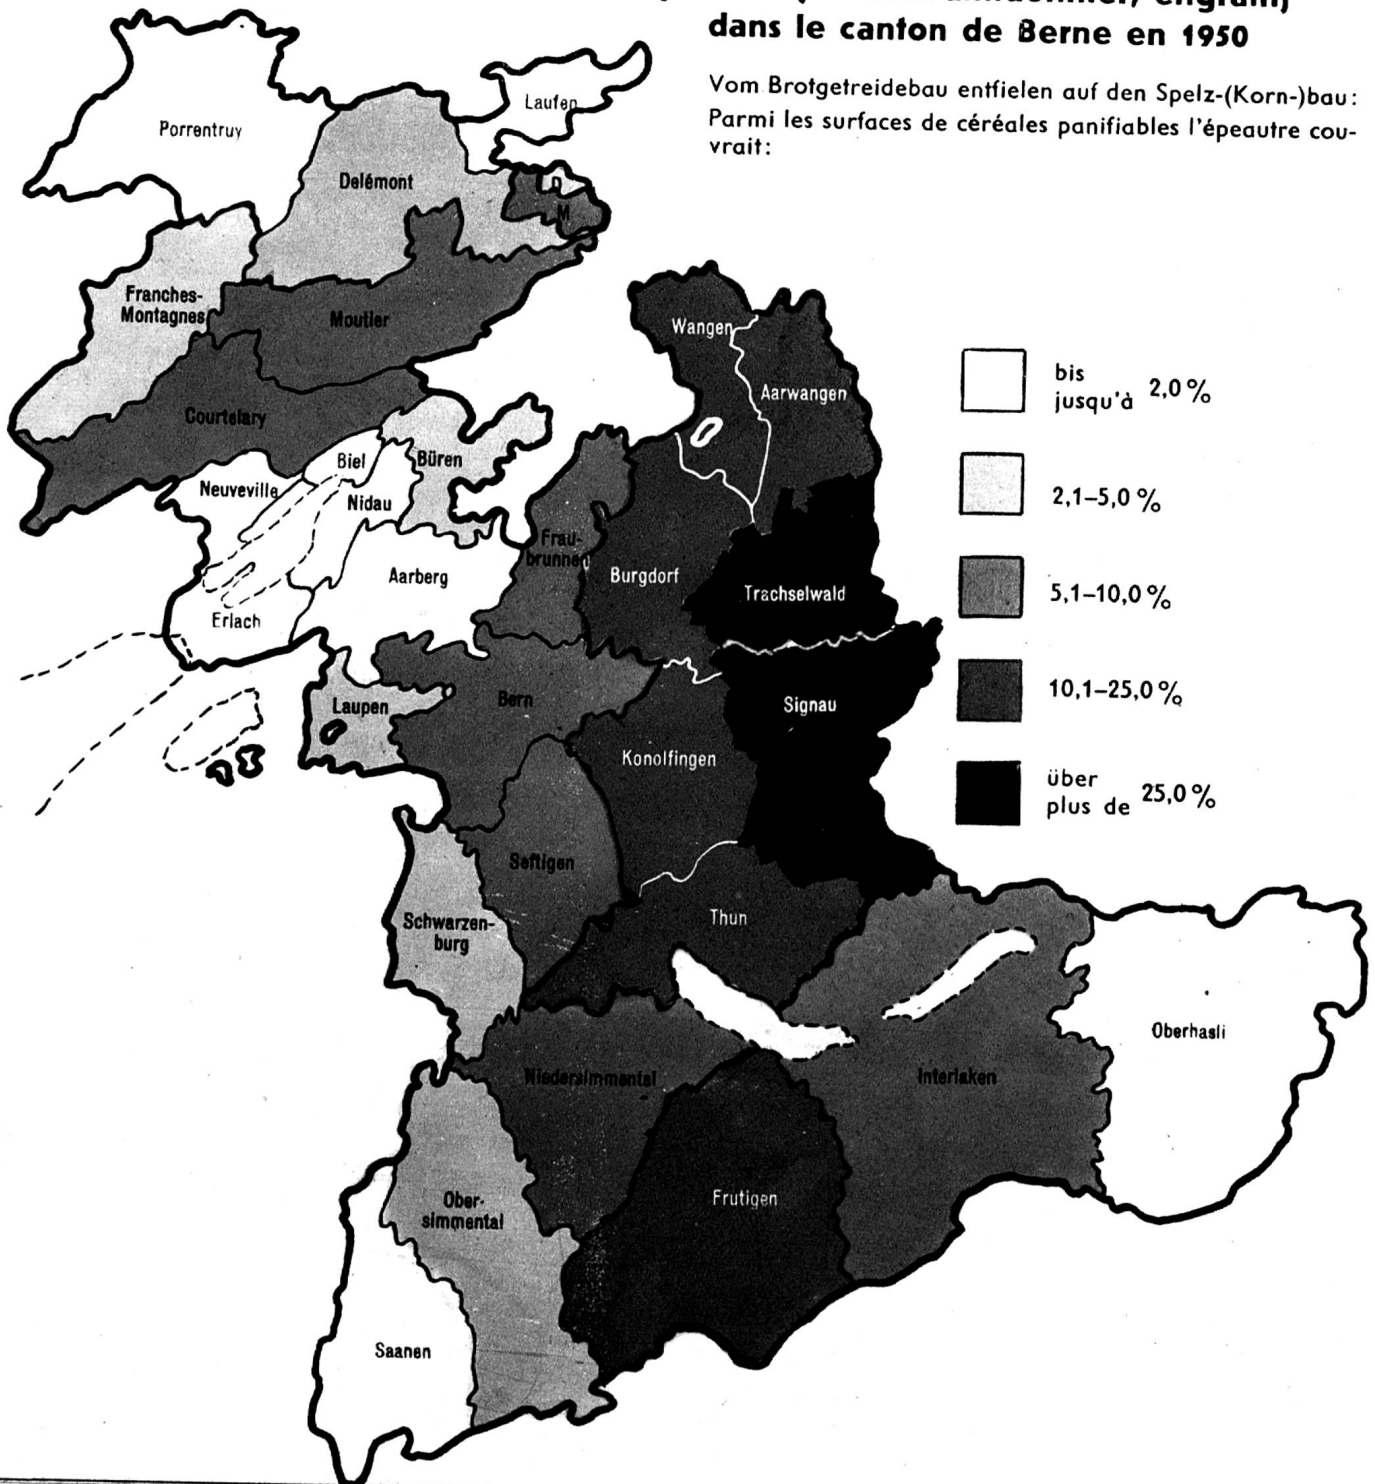 dans le canton de Berne en 1950
Vom Brotgetreidebau entfielen auf den Spelz-(Korn-)bau:
Parmi les surfaces de céréales panifiables l'épeautre cou-
vrait:
Porrentruy
Laufen
Delémont
D
M
Franches-
Montagnes
Moutier
Courtelary
Wangen
Aarwangen
Biel
Büren
Neuveville
Nidau
Frau-
brunnen
Aarberg
Burgdorf
Trachselwald
Erlach
Laupen
Bern
Signau
Konolfingen
Seftigen
Schwarzen-
burg
Thun
Oberhasli
Niedersimmental
Interlaken
Ober-
simmental
Frutigen
Saanen
bis
jusqu'à 2,0 %
2,1–5,0 %
5,1–10,0 %
10,1–25,0 %
über
plus de 25,0 %